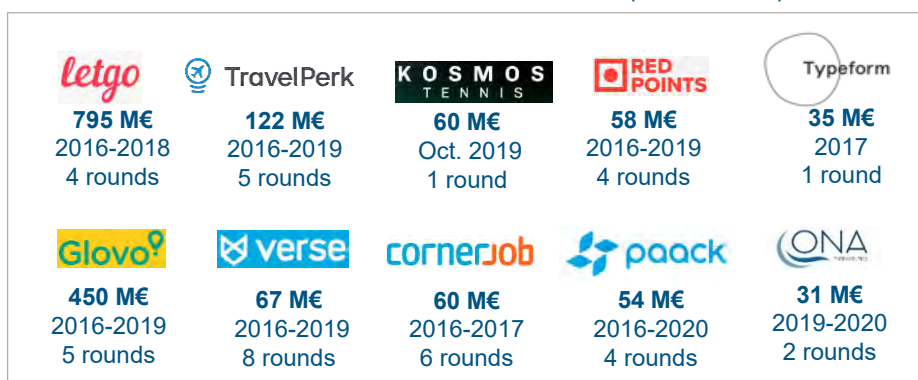 letgo
795 M€
2016-2018
4 rounds
TravelPerk
122 M€
2016-2019
5 rounds
KOSMOS
TENNIS
60 M€
Oct. 2019
1 round
RED
POINTS
58 M€
2016-2019
4 rounds
Typeform
35 M€
2017
1 round
Glovo
450 M€
2016-2019
5 rounds
verse
67 M€
2016-2019
8 rounds
cornerJob
60 M€
2016-2017
6 rounds
paack
54 M€
2016-2020
4 rounds
ONA
31 M€
2019-2020
2 rounds